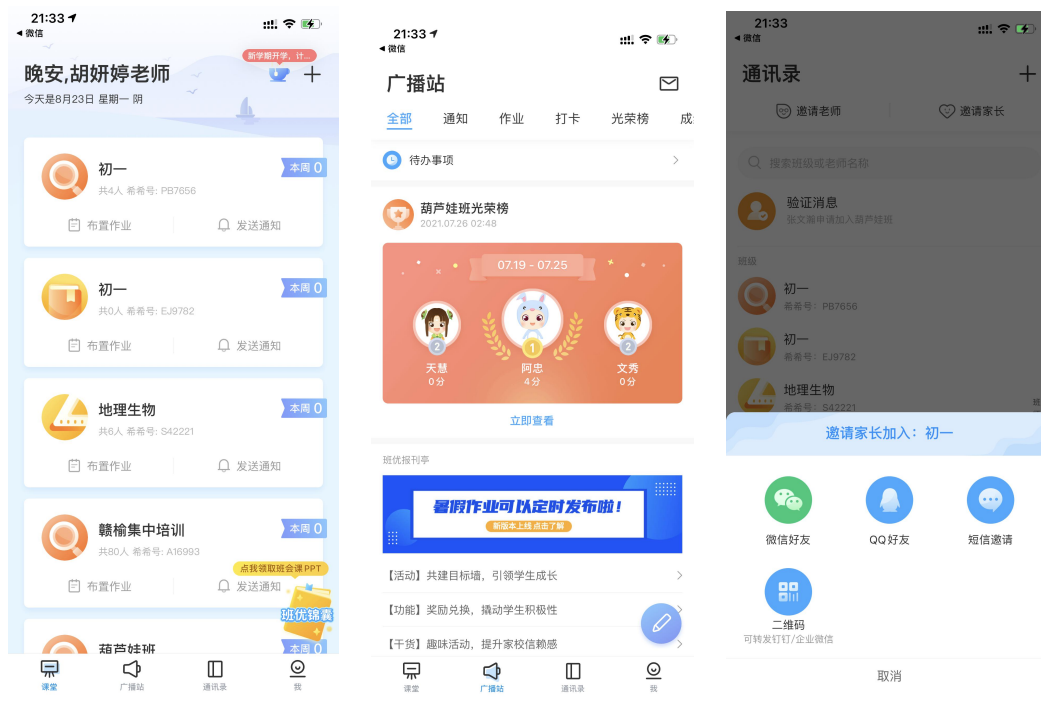 21:33
微信
晚安,胡妍婷老师
新学期开学，计...
今天是8月23日 星期一 阴
初一
本周 0
共4人 希希号: PB7656
布置作业
发送通知
初一
本周 0
共0人 希希号: EJ9782
布置作业
发送通知
地理生物
本周 0
共6人 希希号: S42221
布置作业
发送通知
赣榆集中培训
本周 0
共80人 希希号: A16993
点我领取班会课PPT
布置作业
发送通知
班优锦囊
葫芦娃班
本周 0
课堂
广播站
通讯录
我
21:33
微信
广播站
全部
通知
作业
打卡
光荣榜
成
待办事项
葫芦娃班光荣榜
2021.07.26 02:48
07.19 - 07.25
2
1
2
天慧
阿忠
文秀
0分
4分
0分
立即查看
班优报刊亭
暑假作业可以定时发布啦！
新版本上线 点击了解
【活动】共建目标墙，引领学生成长
【功能】奖励兑换，撬动学生积极性
【干货】趣味活动，提升家校信赖感
课堂
广播站
通讯录
我
21:33
微信
通讯录
邀请老师
邀请家长
搜索班级或老师名称
验证消息
张文瀚申请加入葫芦娃班
班级
初一
希希号：PB7656
初一
希希号：EJ9782
地理生物
希希号：S42221
班
邀请家长加入：初一
微信好友
QQ好友
短信邀请
二维码
可转发钉钉/企业微信
取消